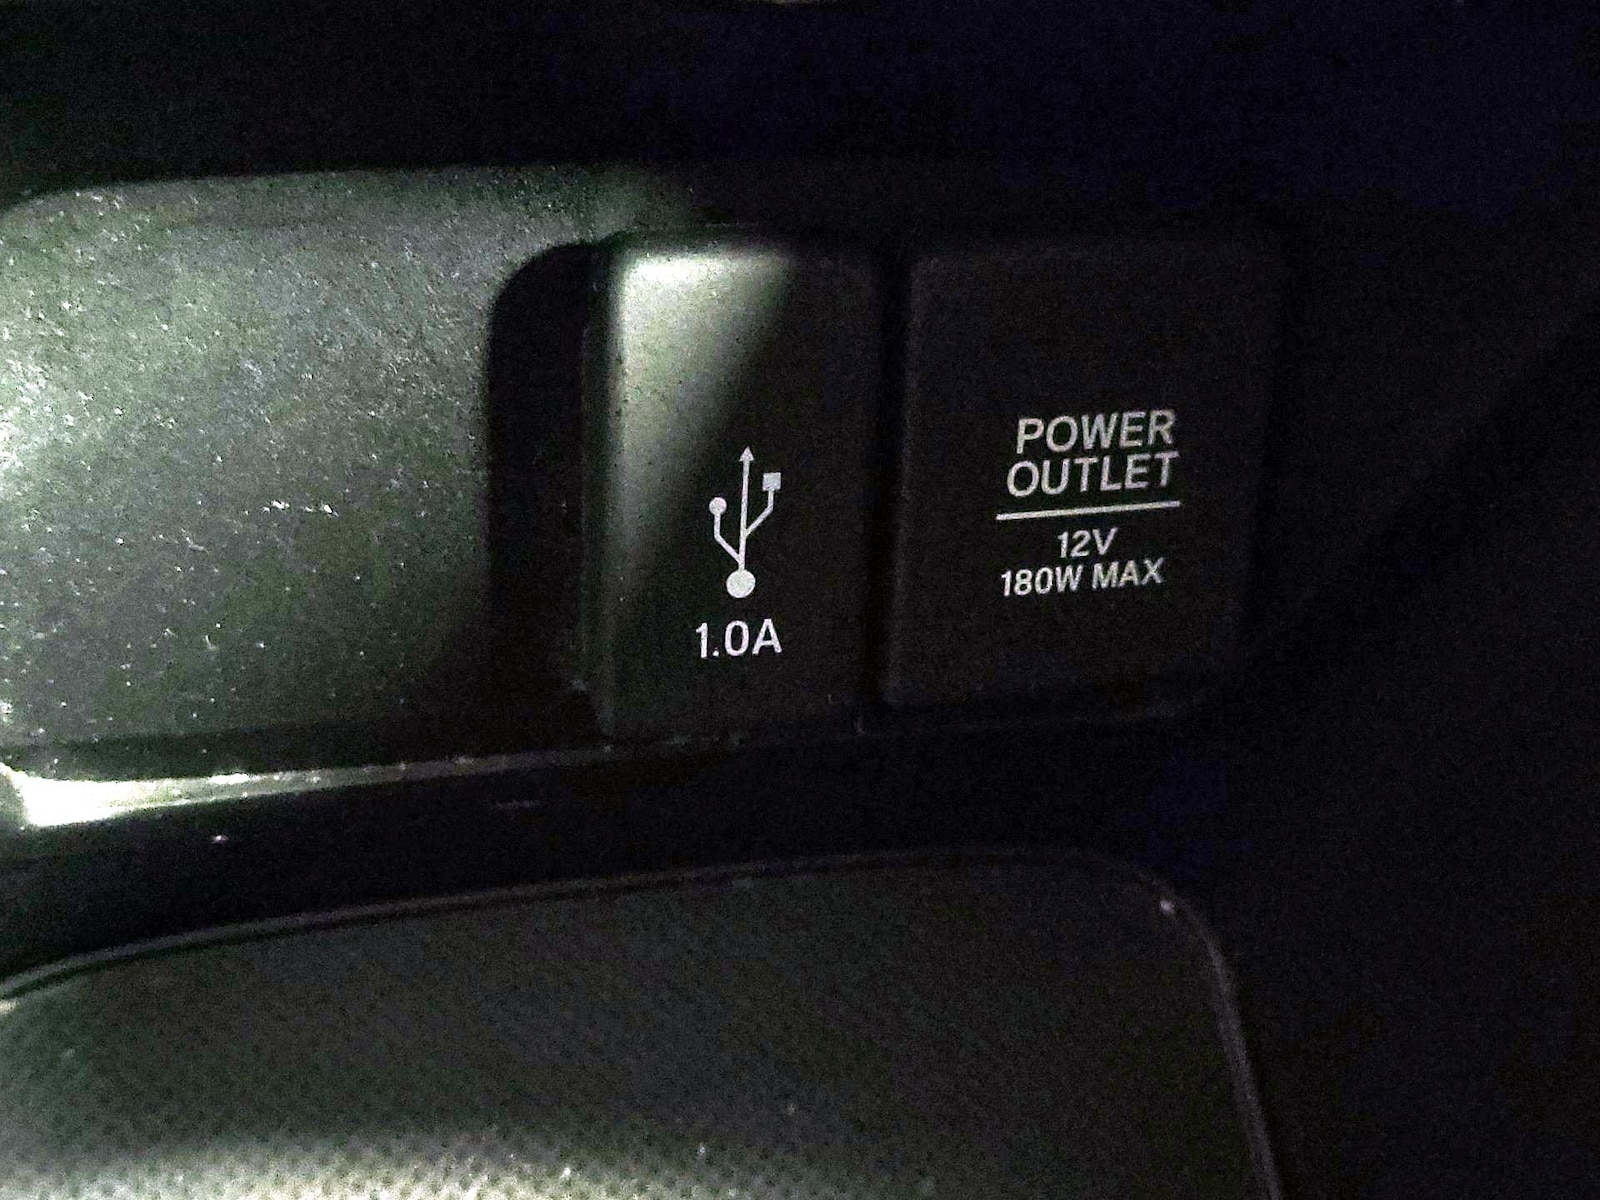 1.0A
POWER
OUTLET
12V
180W MAX